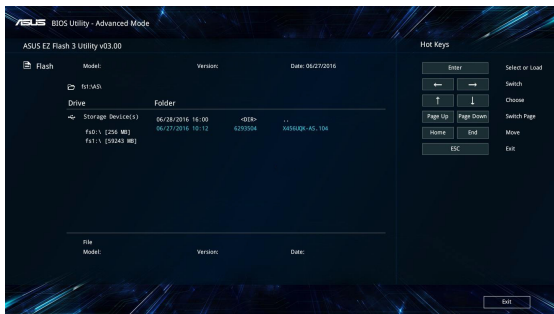 ASUS BIOS Utility - Advanced Mode
ASUS EZ Flash 3 Utility v03.00
Hot Keys
Flash
Model: Version: Date: 06/27/2016
fs1:\AS\
Drive Folder
Storage Device(s)
fs0:\ [256 MB]
fs1:\ [59243 MB]
06/28/2016 16:00 <DIR> ..
06/27/2016 10:12 6293504 X456UQK-AS.104
File
Model: Version: Date:
Enter Select or Load
← → Switch
↑ ↓ Choose
Page Up Page Down Switch Page
Home End Move
ESC Exit
Exit